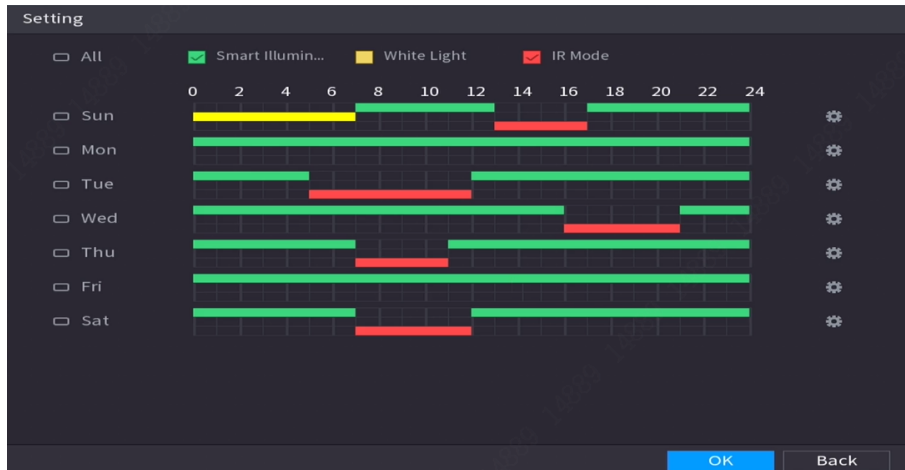 Setting
All Smart Illumin... White Light IR Mode
0 2 4 6 8 10 12 14 16 18 20 22 24
Sun
Mon
Tue
Wed
Thu
Fri
Sat
OK Back